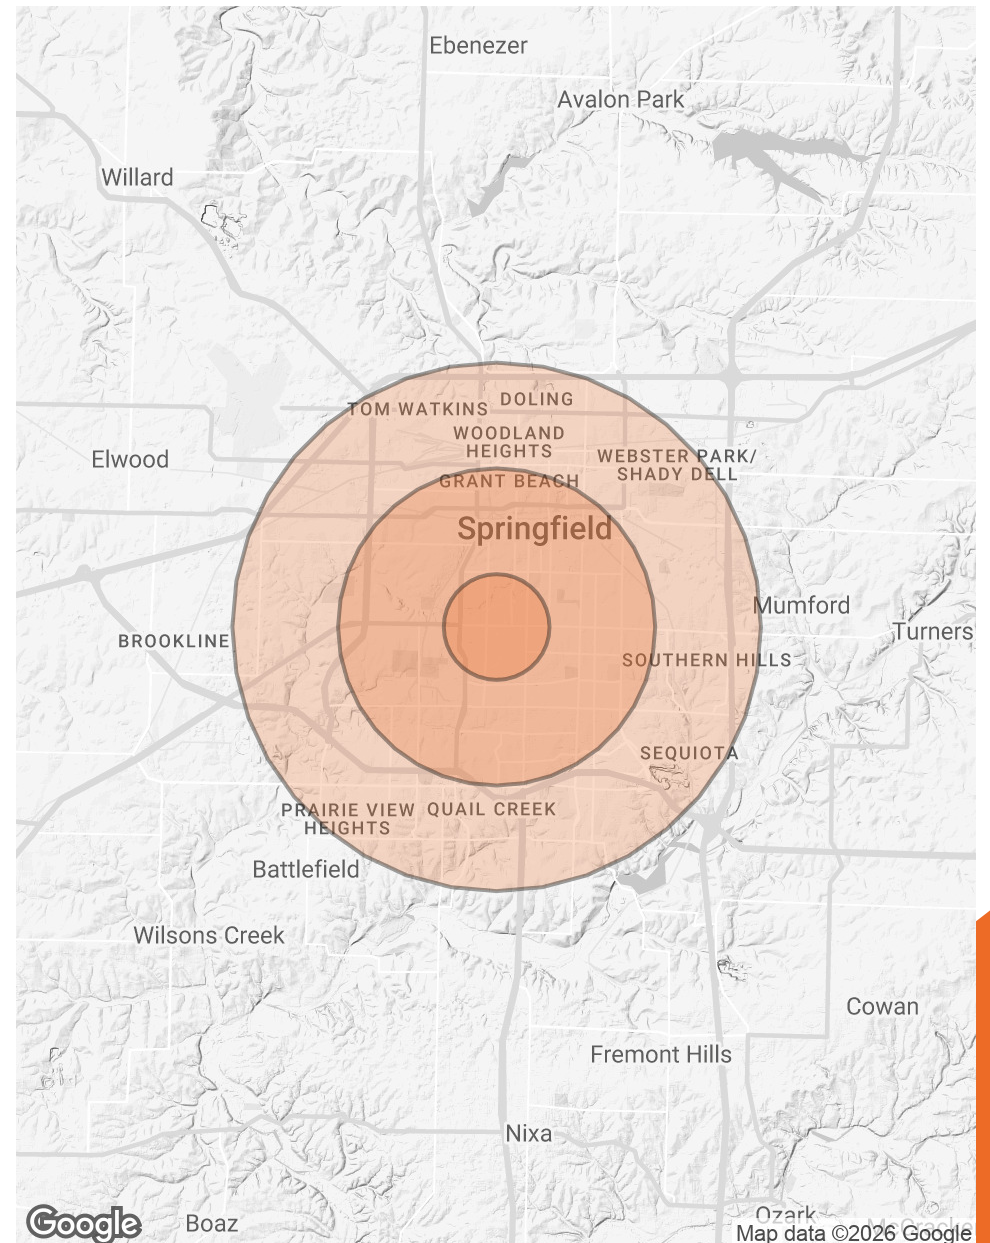 Ebenezer
Avalon Park
Willard
DOLING
TOM WATKINS
WOODLAND
HEIGHTS
WEBSTER PARK/
SHADY DELL
Elwood
GRANT BEACH
Springfield
Mumford
Turners
BROOKLINE
SOUTHERN HILLS
SEQUIOTA
PRAIRIE VIEW
HEIGHTS
QUAIL CREEK
Battlefield
Wilsons Creek
Cowan
Fremont Hills
Nixa
Ozark
Boaz
Google
Map data ©2026 Google